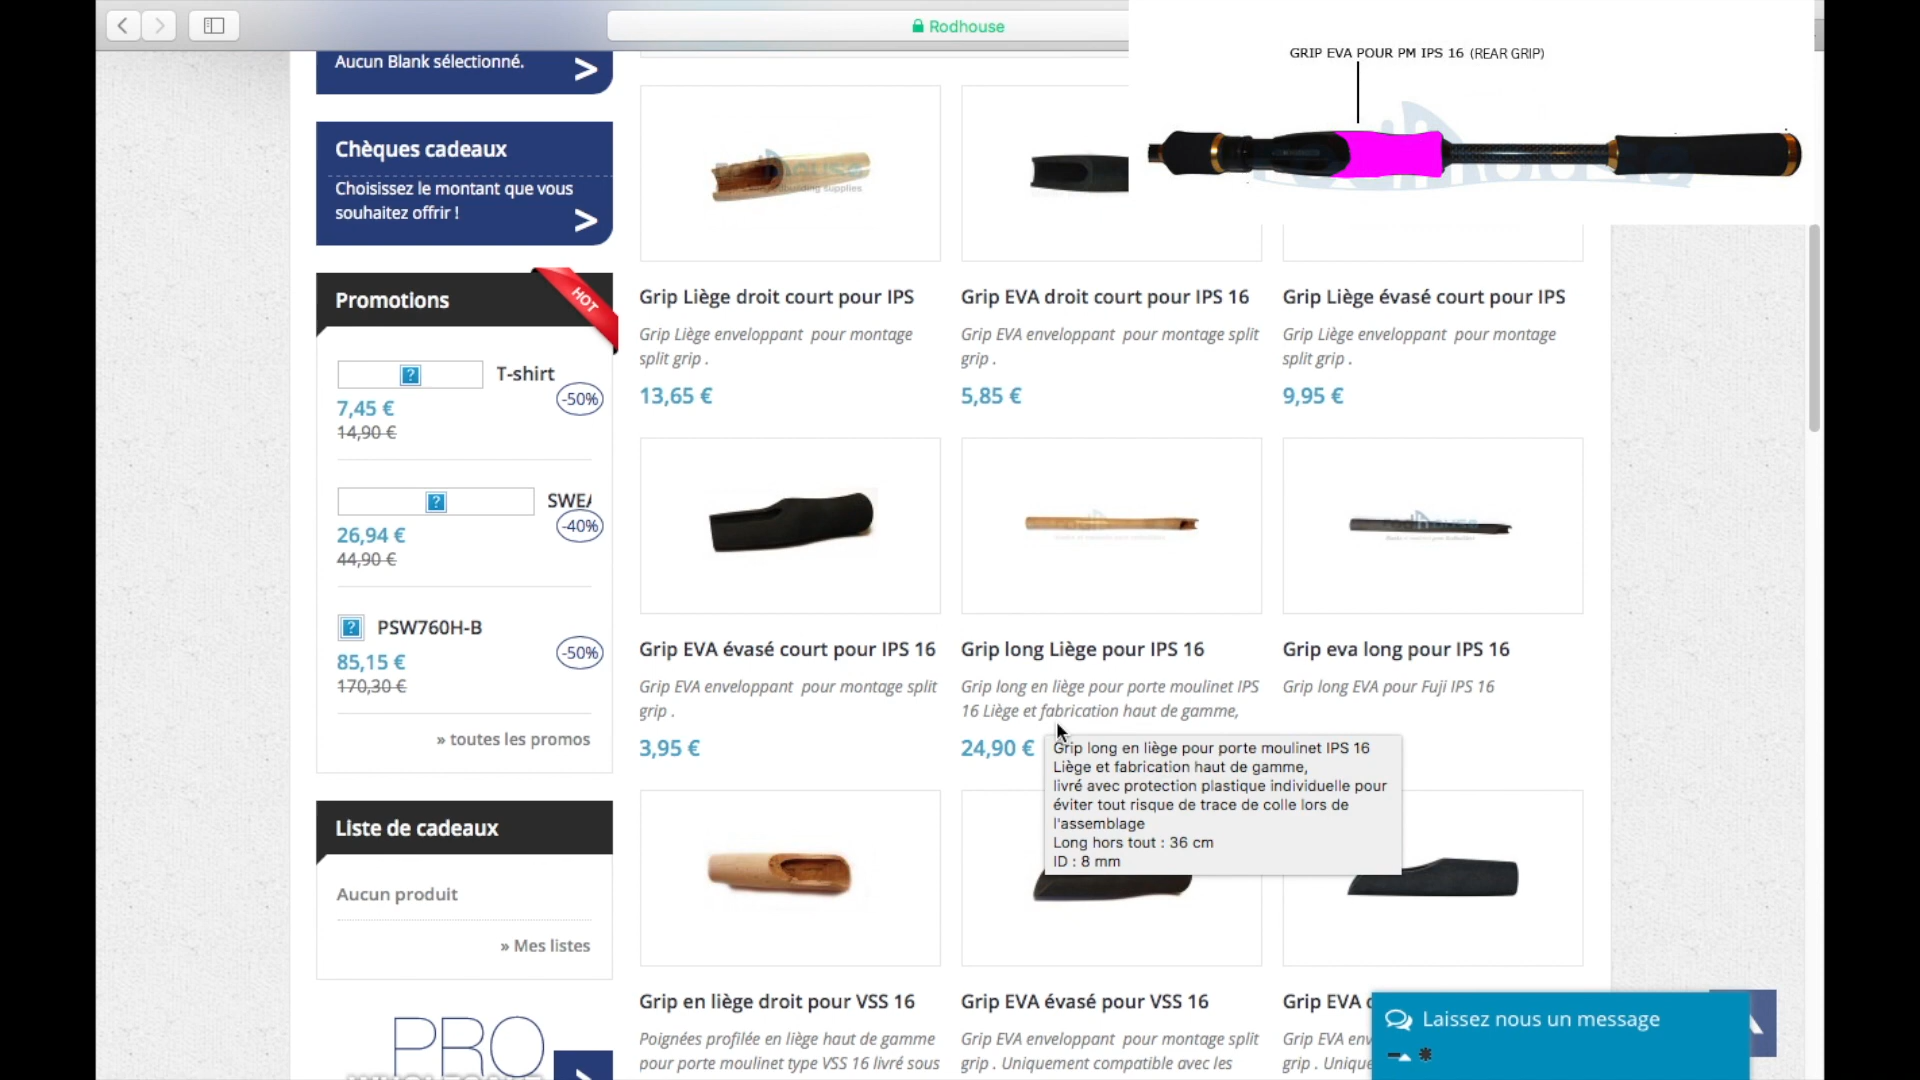 Rodhouse
GRIP EVA POUR PM IPS 16 (REAR GRIP)
Aucun Blank sélectionné.
>
Chèques cadeaux
Choisissez le montant que vous
souhaitez offrir !
>
Promotions
HOT
T-shirt
-50%
7,45 €
14,90 €
SWEA
-40%
26,94 €
44,90 €
PSW760H-B
-50%
85,15 €
170,30 €
» toutes les promos
Liste de cadeaux
Aucun produit
» Mes listes
PRO
Grip Liège droit court pour IPS
Grip Liège enveloppant pour montage
split grip .
13,65 €
Grip EVA droit court pour IPS 16
Grip EVA enveloppant pour montage split
grip .
5,85 €
Grip Liège évasé court pour IPS
Grip Liège enveloppant pour montage
split grip .
9,95 €
Grip EVA évasé court pour IPS 16
Grip EVA enveloppant pour montage split
grip .
3,95 €
Grip long Liège pour IPS 16
Grip long en liège pour porte moulinet IPS
16 Liège et fabrication haut de gamme,
24,90 €
Grip eva long pour IPS 16
Grip long EVA pour Fuji IPS 16
Grip long en liège pour porte moulinet IPS 16
Liège et fabrication haut de gamme,
livré avec protection plastique individuelle pour
éviter tout risque de trace de colle lors de
l'assemblage
Long hors tout : 36 cm
ID : 8 mm
Grip en liège droit pour VSS 16
Poignées profilée en liège haut de gamme
pour porte moulinet type VSS 16 livré sous
Grip EVA évasé pour VSS 16
Grip EVA enveloppant pour montage split
grip . Uniquement compatible avec les
Grip EVA
Grip EVA en
grip . Unique
Laissez nous un message